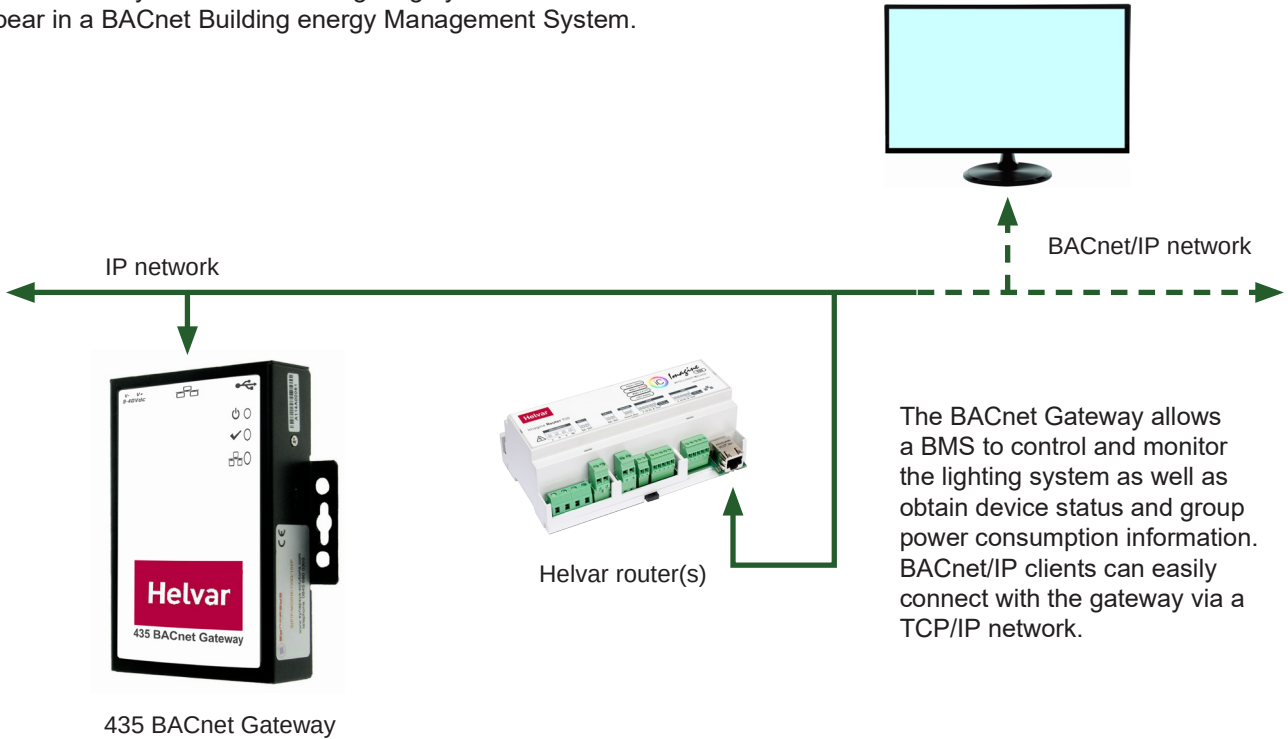 pear in a BACnet Building energy Management System.
BACnet/IP network
IP network
Helvar
435 BACnet Gateway
Helvar
Imagine Router
Imagine
Helvar router(s)
The BACnet Gateway allows
a BMS to control and monitor
the lighting system as well as
obtain device status and group
power consumption information.
BACnet/IP clients can easily
connect with the gateway via a
TCP/IP network.
435 BACnet Gateway